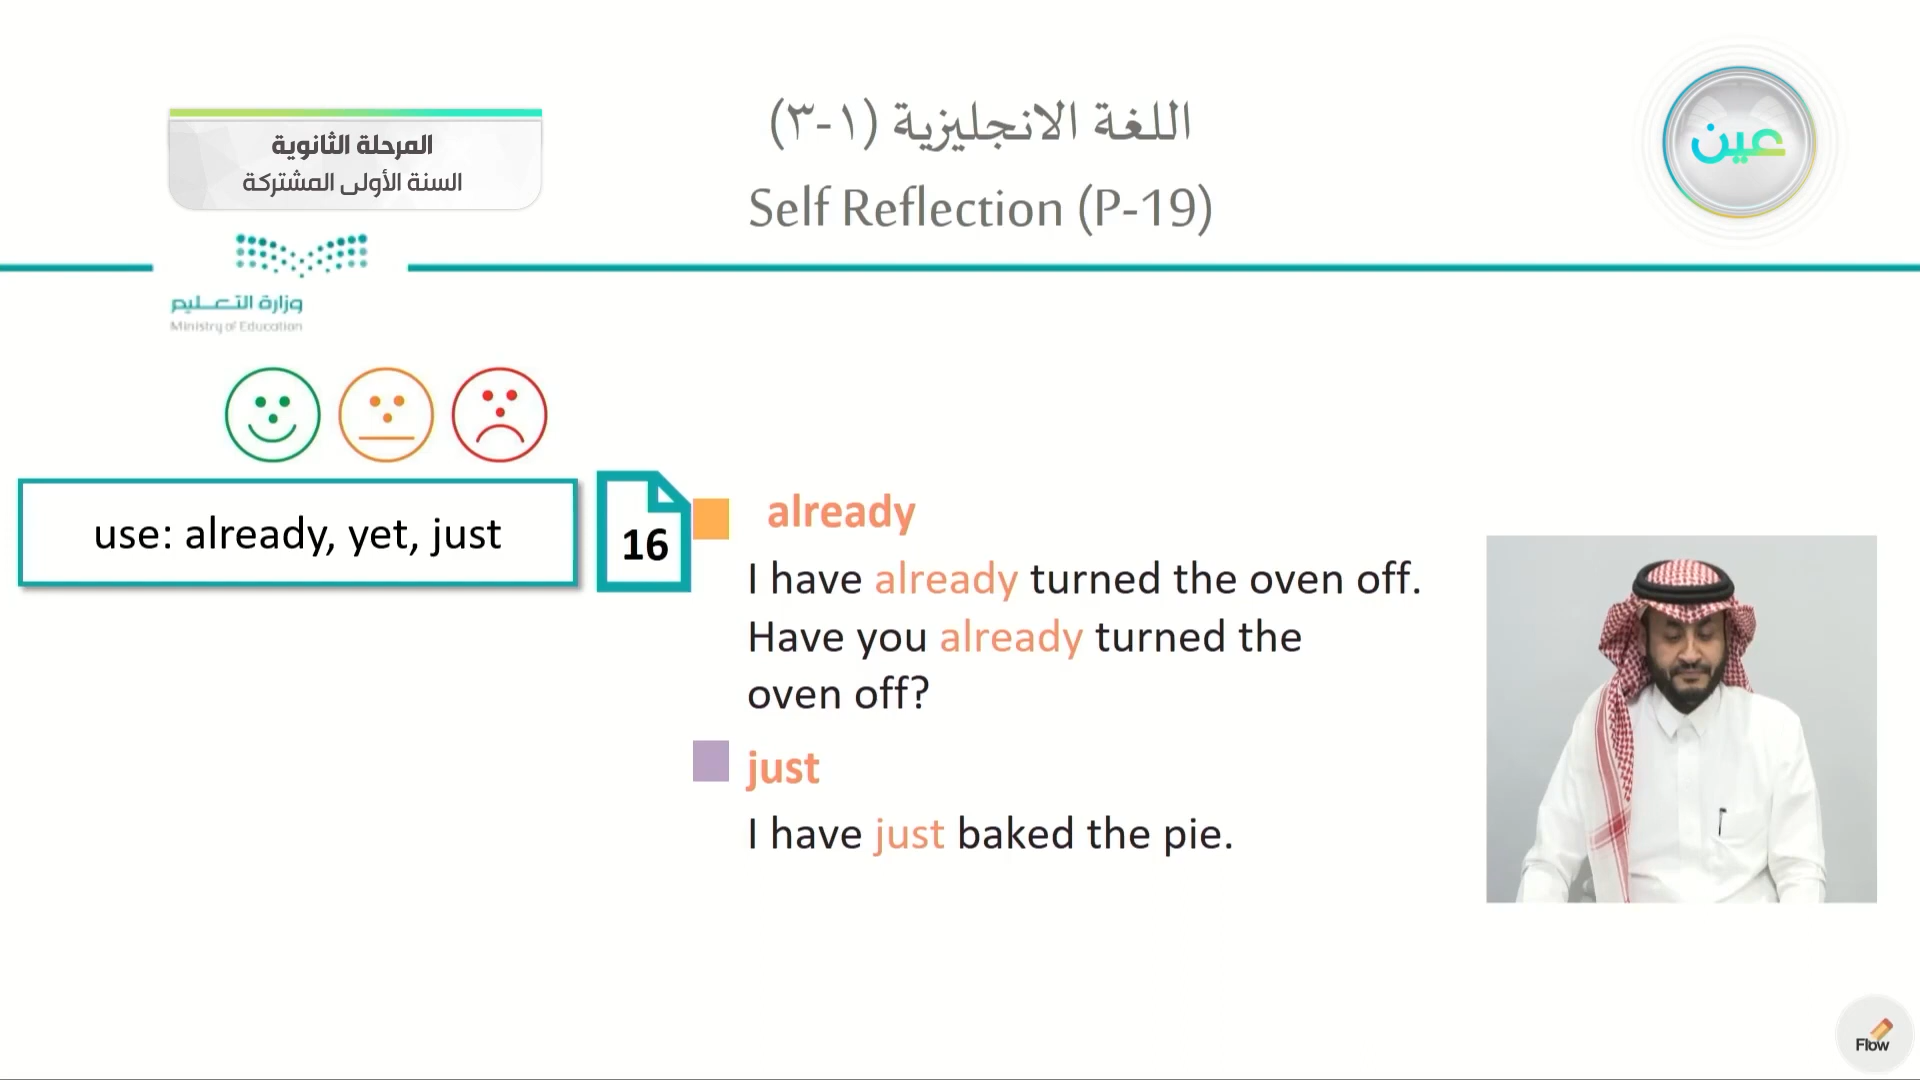 المرحلة الثانوية
السنة الأولى المشتركة
اللغة الانجليزية (١-٣)
Self Reflection (P-19)
عين
وزارة التعليم
Ministry of Education
use: already, yet, just
16
already
I have already turned the oven off.
Have you already turned the
oven off?
just
I have just baked the pie.
Flow